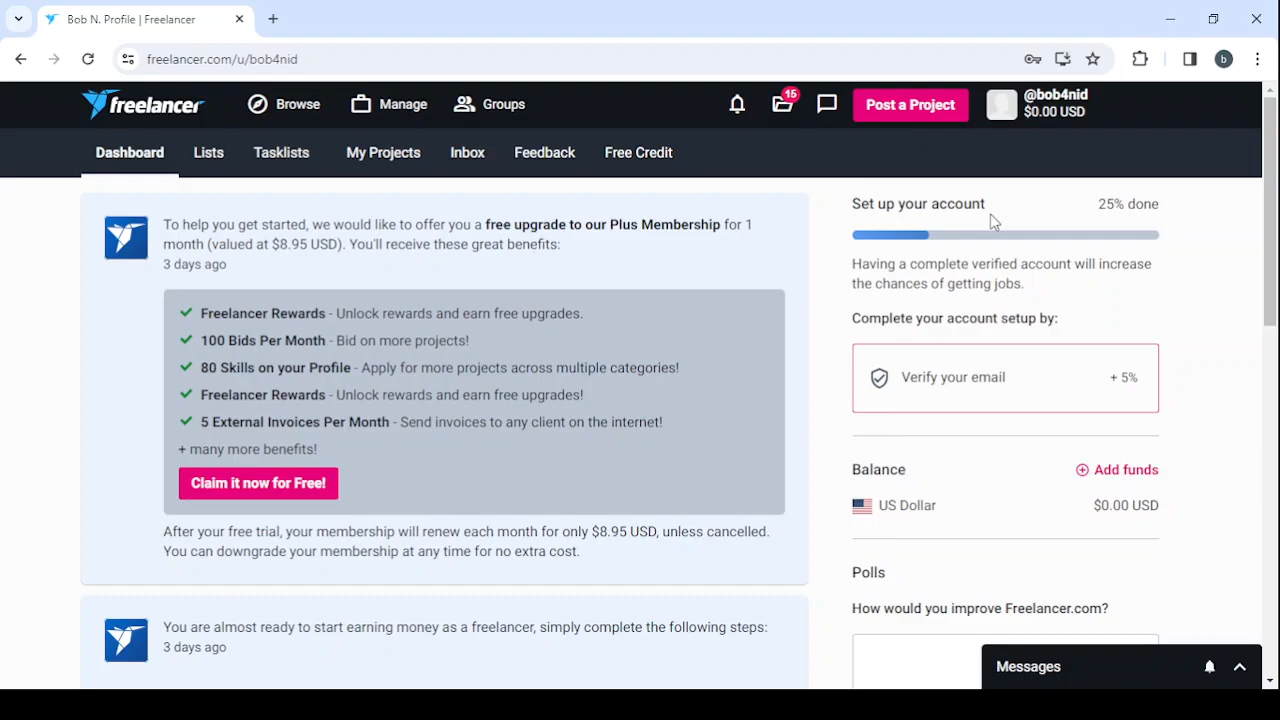 Bob N. Profile | Freelancer
freelancer.com/u/bob4nid
b
freelancer
Browse
Manage
Groups
15
Post a Project
@bob4nid
$0.00 USD
Dashboard
Lists
Tasklists
My Projects
Inbox
Feedback
Free Credit
To help you get started, we would like to offer you a free upgrade to our Plus Membership for 1
month (valued at $8.95 USD). You'll receive these great benefits:
3 days ago
Freelancer Rewards - Unlock rewards and earn free upgrades.
100 Bids Per Month - Bid on more projects!
80 Skills on your Profile - Apply for more projects across multiple categories!
Freelancer Rewards - Unlock rewards and earn free upgrades!
5 External Invoices Per Month - Send invoices to any client on the internet!
+ many more benefits!
Claim it now for Free!
After your free trial, your membership will renew each month for only $8.95 USD, unless cancelled.
You can downgrade your membership at any time for no extra cost.
You are almost ready to start earning money as a freelancer, simply complete the following steps:
3 days ago
Set up your account 25% done
Having a complete verified account will increase
the chances of getting jobs.
Complete your account setup by:
Verify your email + 5%
Balance Add funds
US Dollar $0.00 USD
Polls
How would you improve Freelancer.com?
Messages